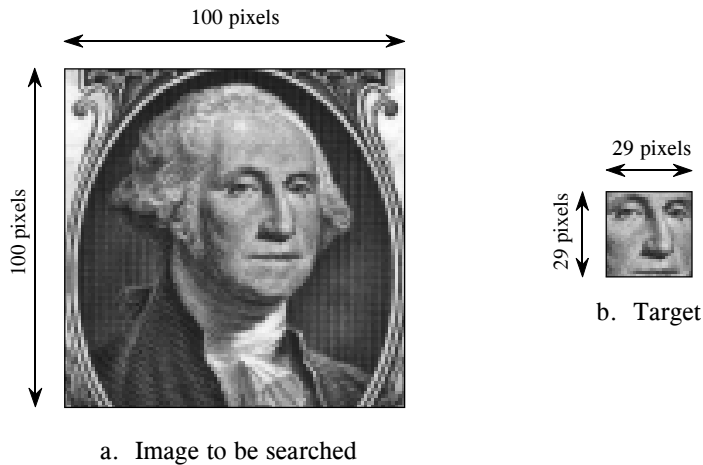 100 pixels
100 pixels
29 pixels
29 pixels
b. Target
a. Image to be searched